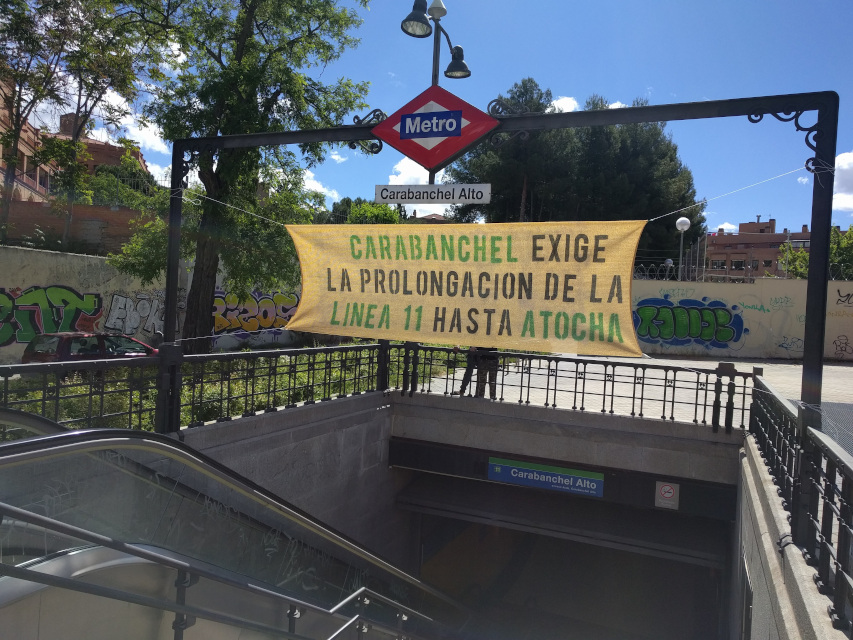 Metro
Carabanchel Alto
CARABANCHEL EXIGE
LA PROLONGACION DE LA
LINEA 11 HASTA ATOCHA
Carabanchel Alto